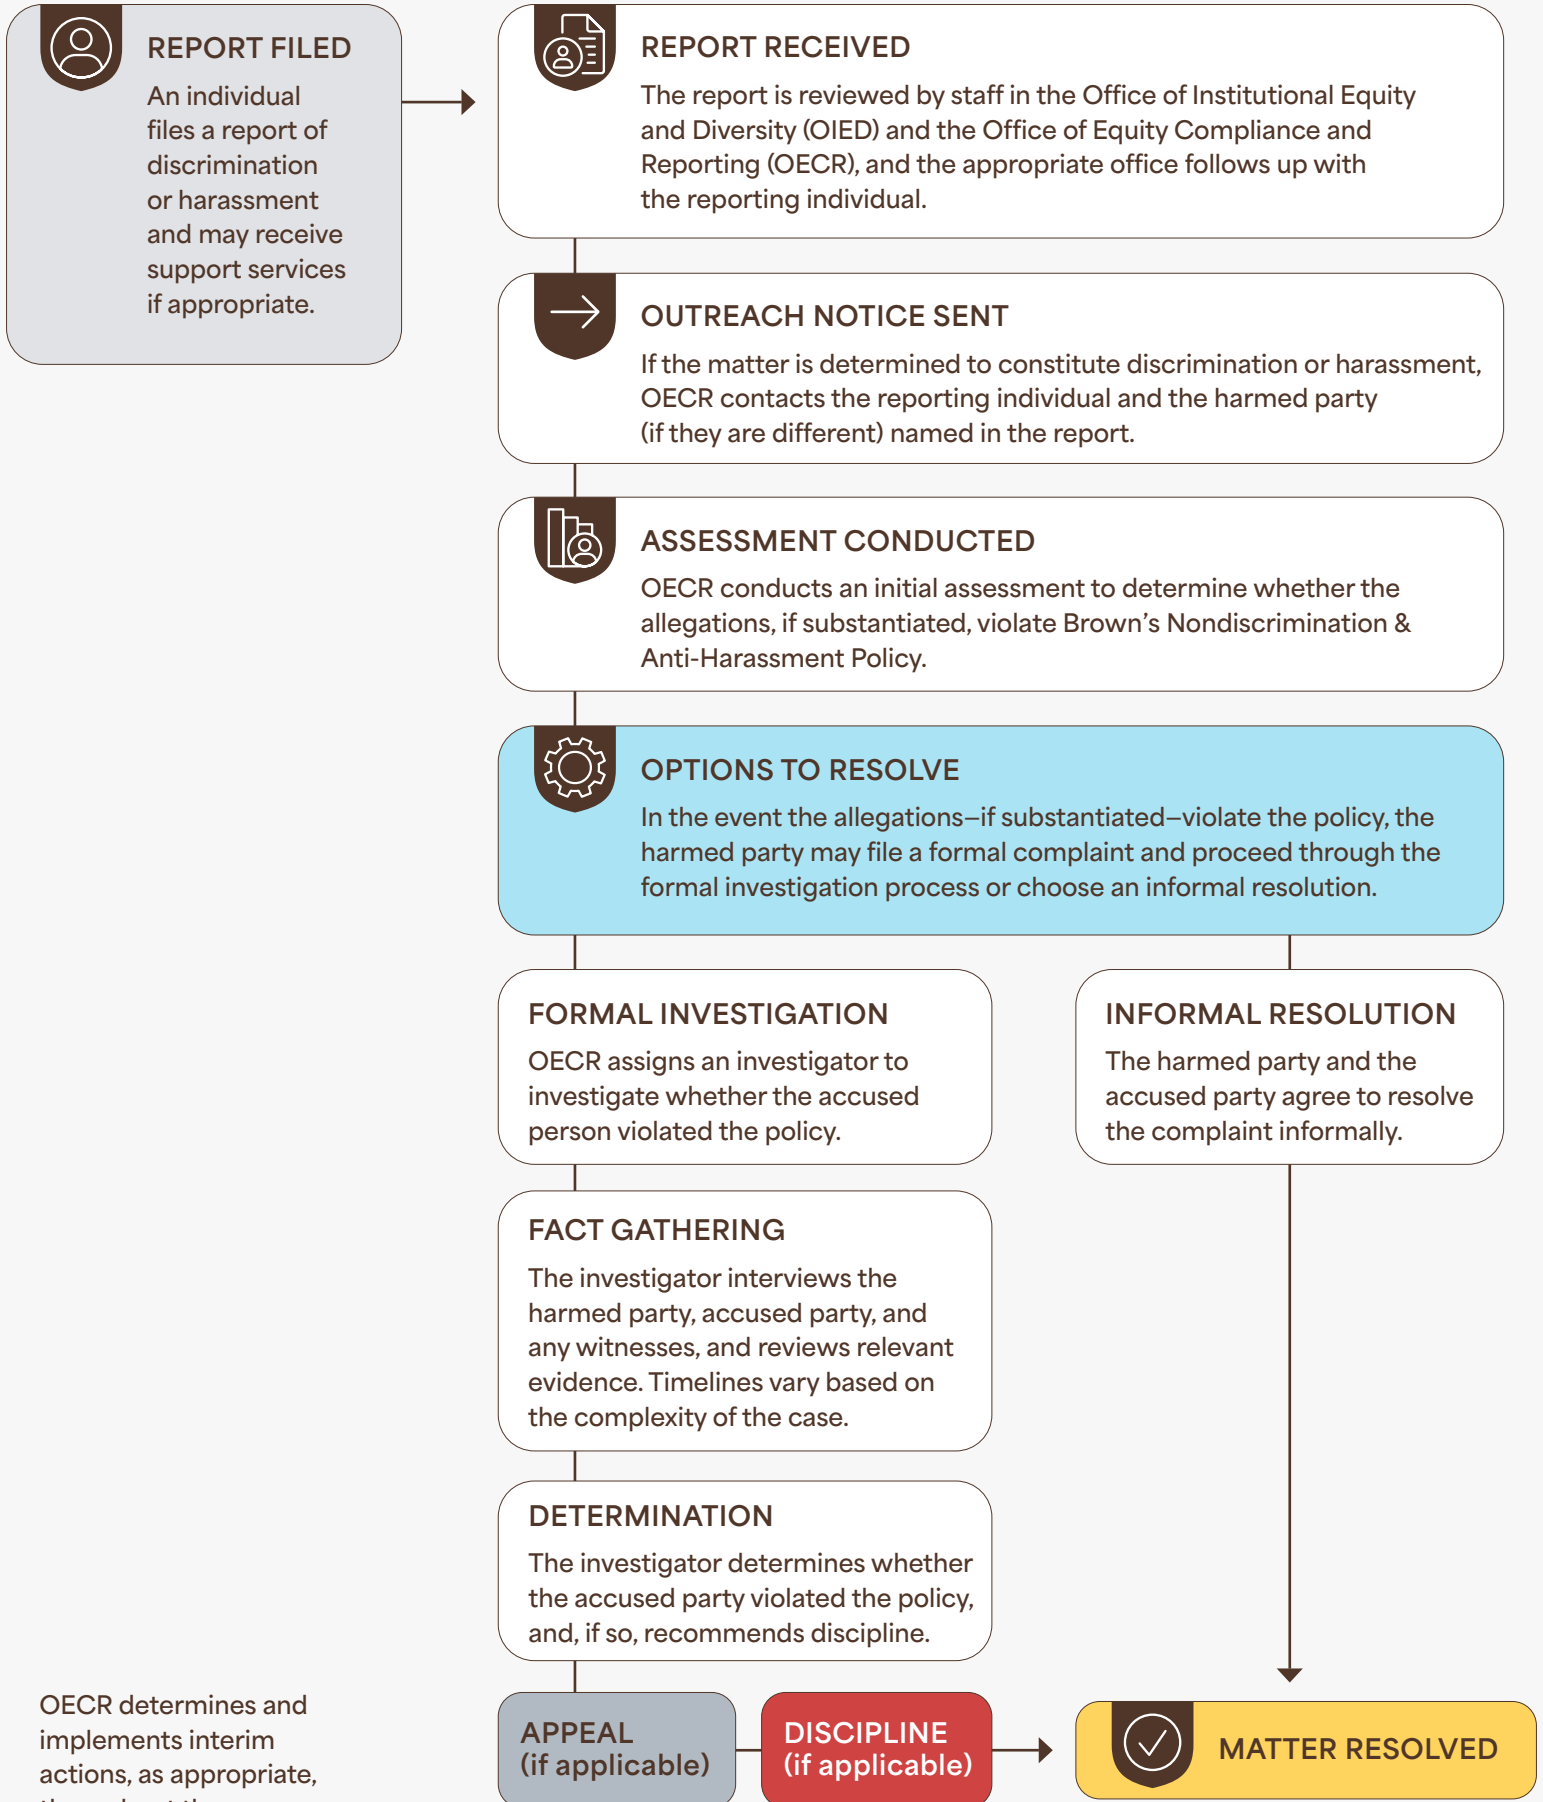 REPORT FILED
An individual
files a report of
discrimination
or harassment
and may receive
support services
if appropriate.
REPORT RECEIVED
The report is reviewed by staff in the Office of Institutional Equity
and Diversity (OIED) and the Office of Equity Compliance and
Reporting (OECR), and the appropriate office follows up with
the reporting individual.
OUTREACH NOTICE SENT
If the matter is determined to constitute discrimination or harassment,
OECR contacts the reporting individual and the harmed party
(if they are different) named in the report.
ASSESSMENT CONDUCTED
OECR conducts an initial assessment to determine whether the
allegations, if substantiated, violate Brown’s Nondiscrimination &
Anti-Harassment Policy.
OPTIONS TO RESOLVE
In the event the allegations–if substantiated–violate the policy, the
harmed party may file a formal complaint and proceed through the
formal investigation process or choose an informal resolution.
FORMAL INVESTIGATION
OECR assigns an investigator to
investigate whether the accused
person violated the policy.
INFORMAL RESOLUTION
The harmed party and the
accused party agree to resolve
the complaint informally.
FACT GATHERING
The investigator interviews the
harmed party, accused party, and
any witnesses, and reviews relevant
evidence. Timelines vary based on
the complexity of the case.
DETERMINATION
The investigator determines whether
the accused party violated the policy,
and, if so, recommends discipline.
OECR determines and
implements interim
actions, as appropriate,
APPEAL
(if applicable)
DISCIPLINE
(if applicable)
MATTER RESOLVED